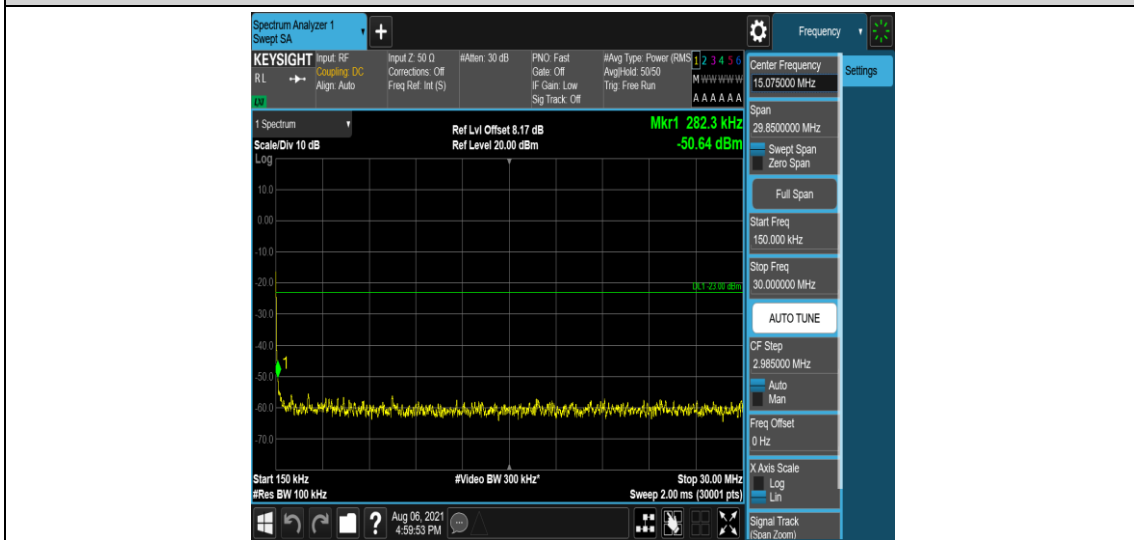 Spectrum Analyzer 1
Swept SA
+
Frequency
KEYSIGHT
RL
Input: RF
Coupling: DC
Align: Auto
Input Z: 50 Ω
Corrections: Off
Freq Ref: Int (S)
#Atten: 30 dB
PNO: Fast
Gate: Off
IF Gain: Low
Sig Track: Off
#Avg Type: Power (RMS
Avg|Hold: 50/50
Trig: Free Run
1 2 3 4 5 6
M W W W W W
A A A A A A
1 Spectrum
Scale/Div 10 dB
Ref Lvl Offset 8.17 dB
Ref Level 20.00 dBm
Mkr1 282.3 kHz
-50.64 dBm
Log
10.0
0.00
-10.0
-20.0
DL1 -23.00 dBm
-30.0
-40.0
1
-50.0
-60.0
-70.0
Start 150 kHz
#Res BW 100 kHz
#Video BW 300 kHz*
Stop 30.00 MHz
Sweep 2.00 ms (30001 pts)
?
Aug 06, 2021
4:59:53 PM
Center Frequency
15.075000 MHz
Settings
Span
29.8500000 MHz
Swept Span
Zero Span
Full Span
Start Freq
150.000 kHz
Stop Freq
30.000000 MHz
AUTO TUNE
CF Step
2.985000 MHz
Auto
Man
Freq Offset
0 Hz
X Axis Scale
Log
Lin
Signal Track
(Span Zoom)